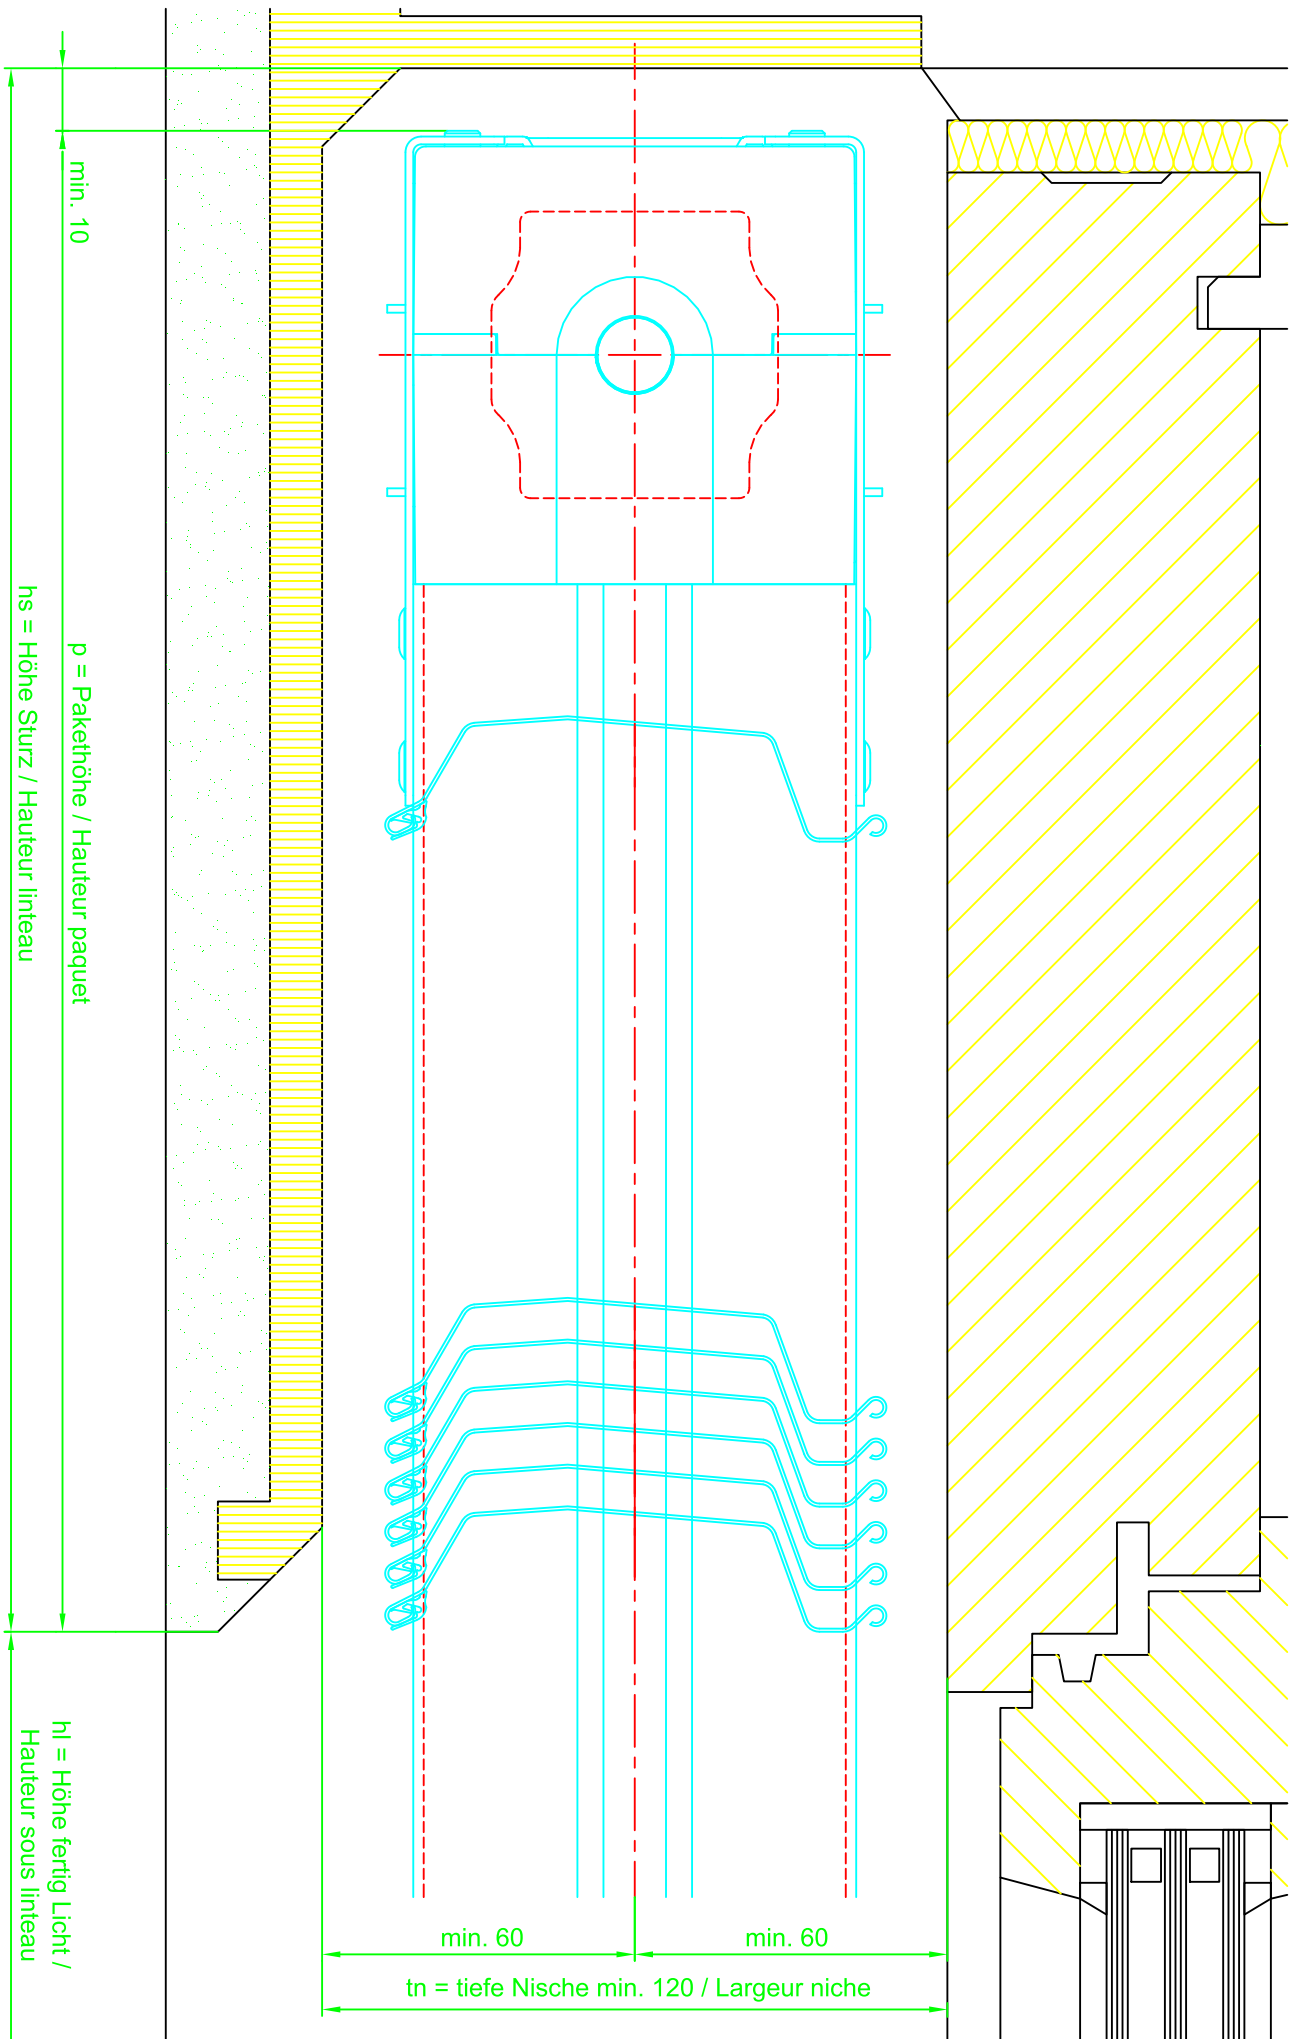 min. 10
p = Pakethöhe / Hauteur paquet
hs = Höhe Sturz / Hauteur linteau
hl = Höhe fertig Licht /
Hauteur sous linteau
min. 60
min. 60
tn = tiefe Nische min. 120 / Largeur niche